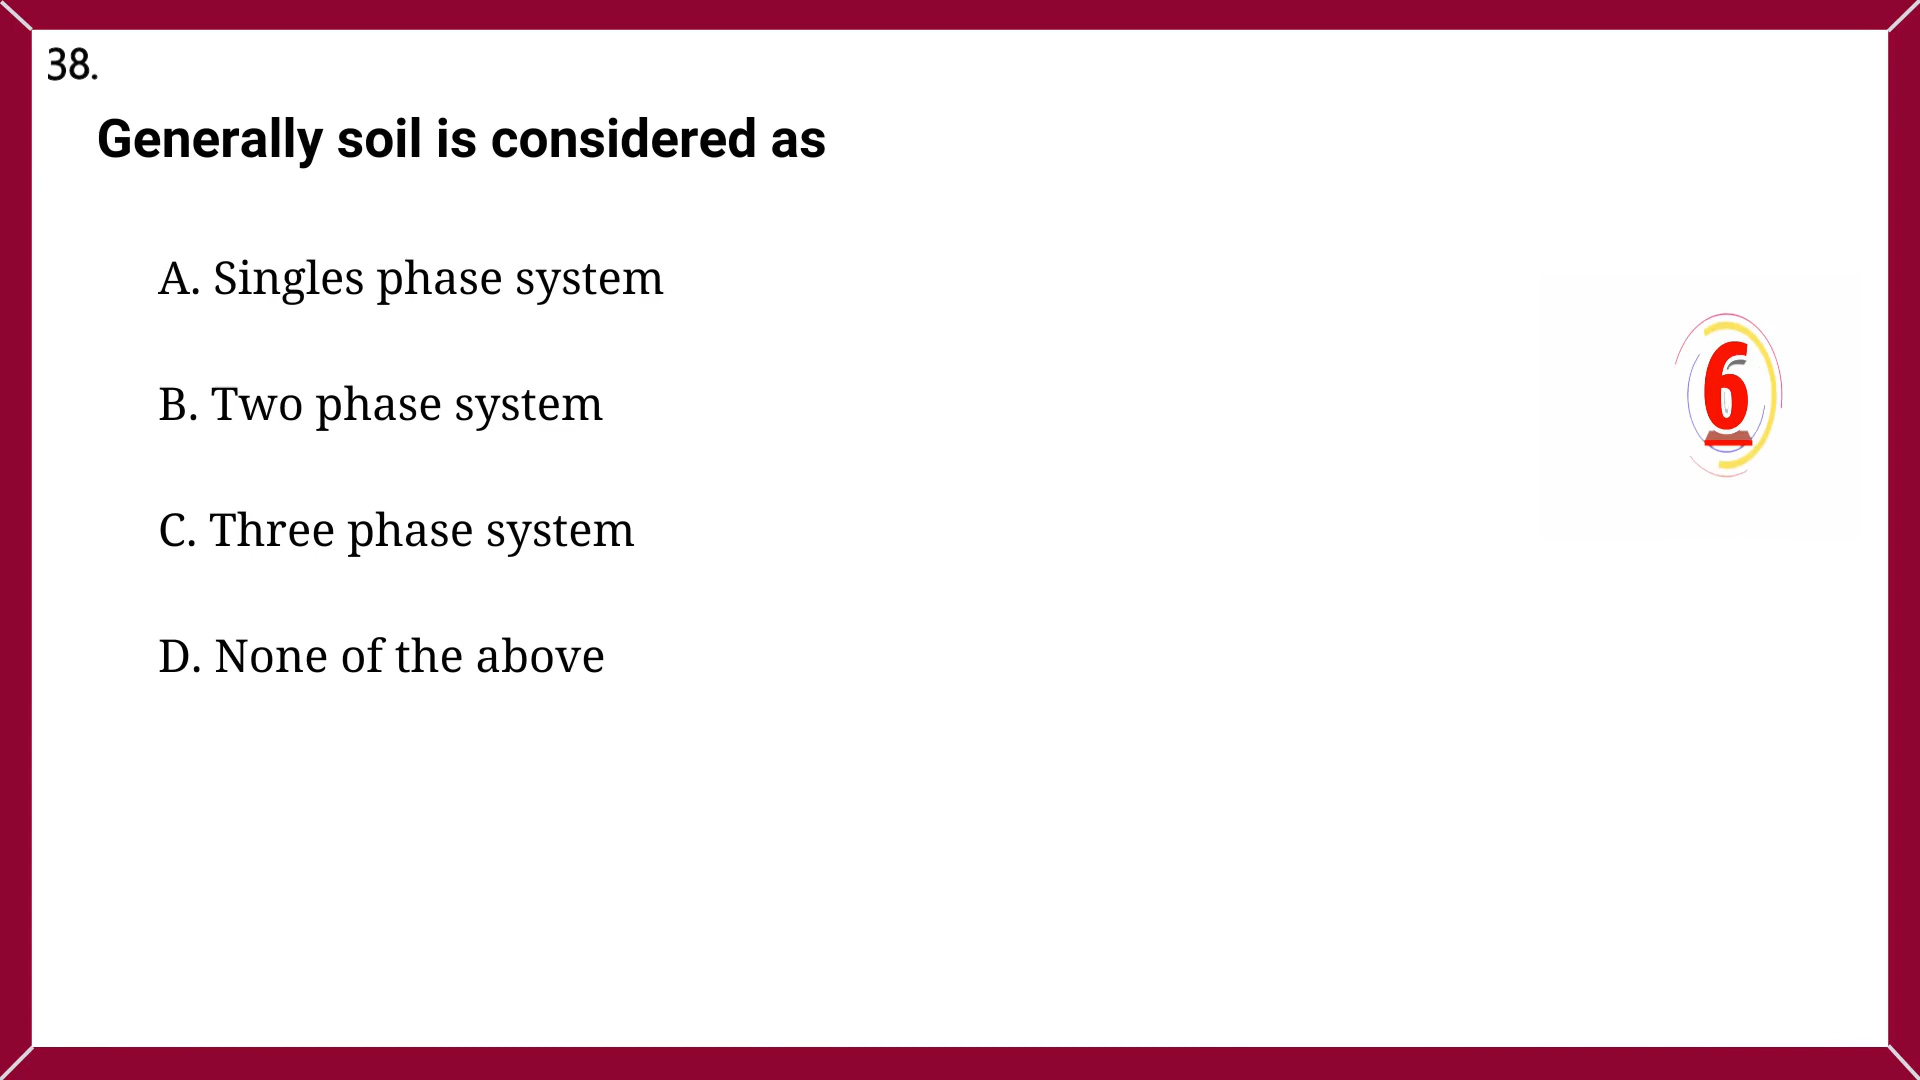 38.
Generally soil is considered as
A. Singles phase system
B. Two phase system
6
C. Three phase system
D. None of the above